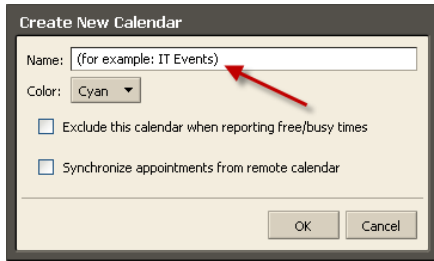 Create New Calendar
Name: (for example: IT Events)
Color: Cyan
Exclude this calendar when reporting free/busy times
Synchronize appointments from remote calendar
OK Cancel